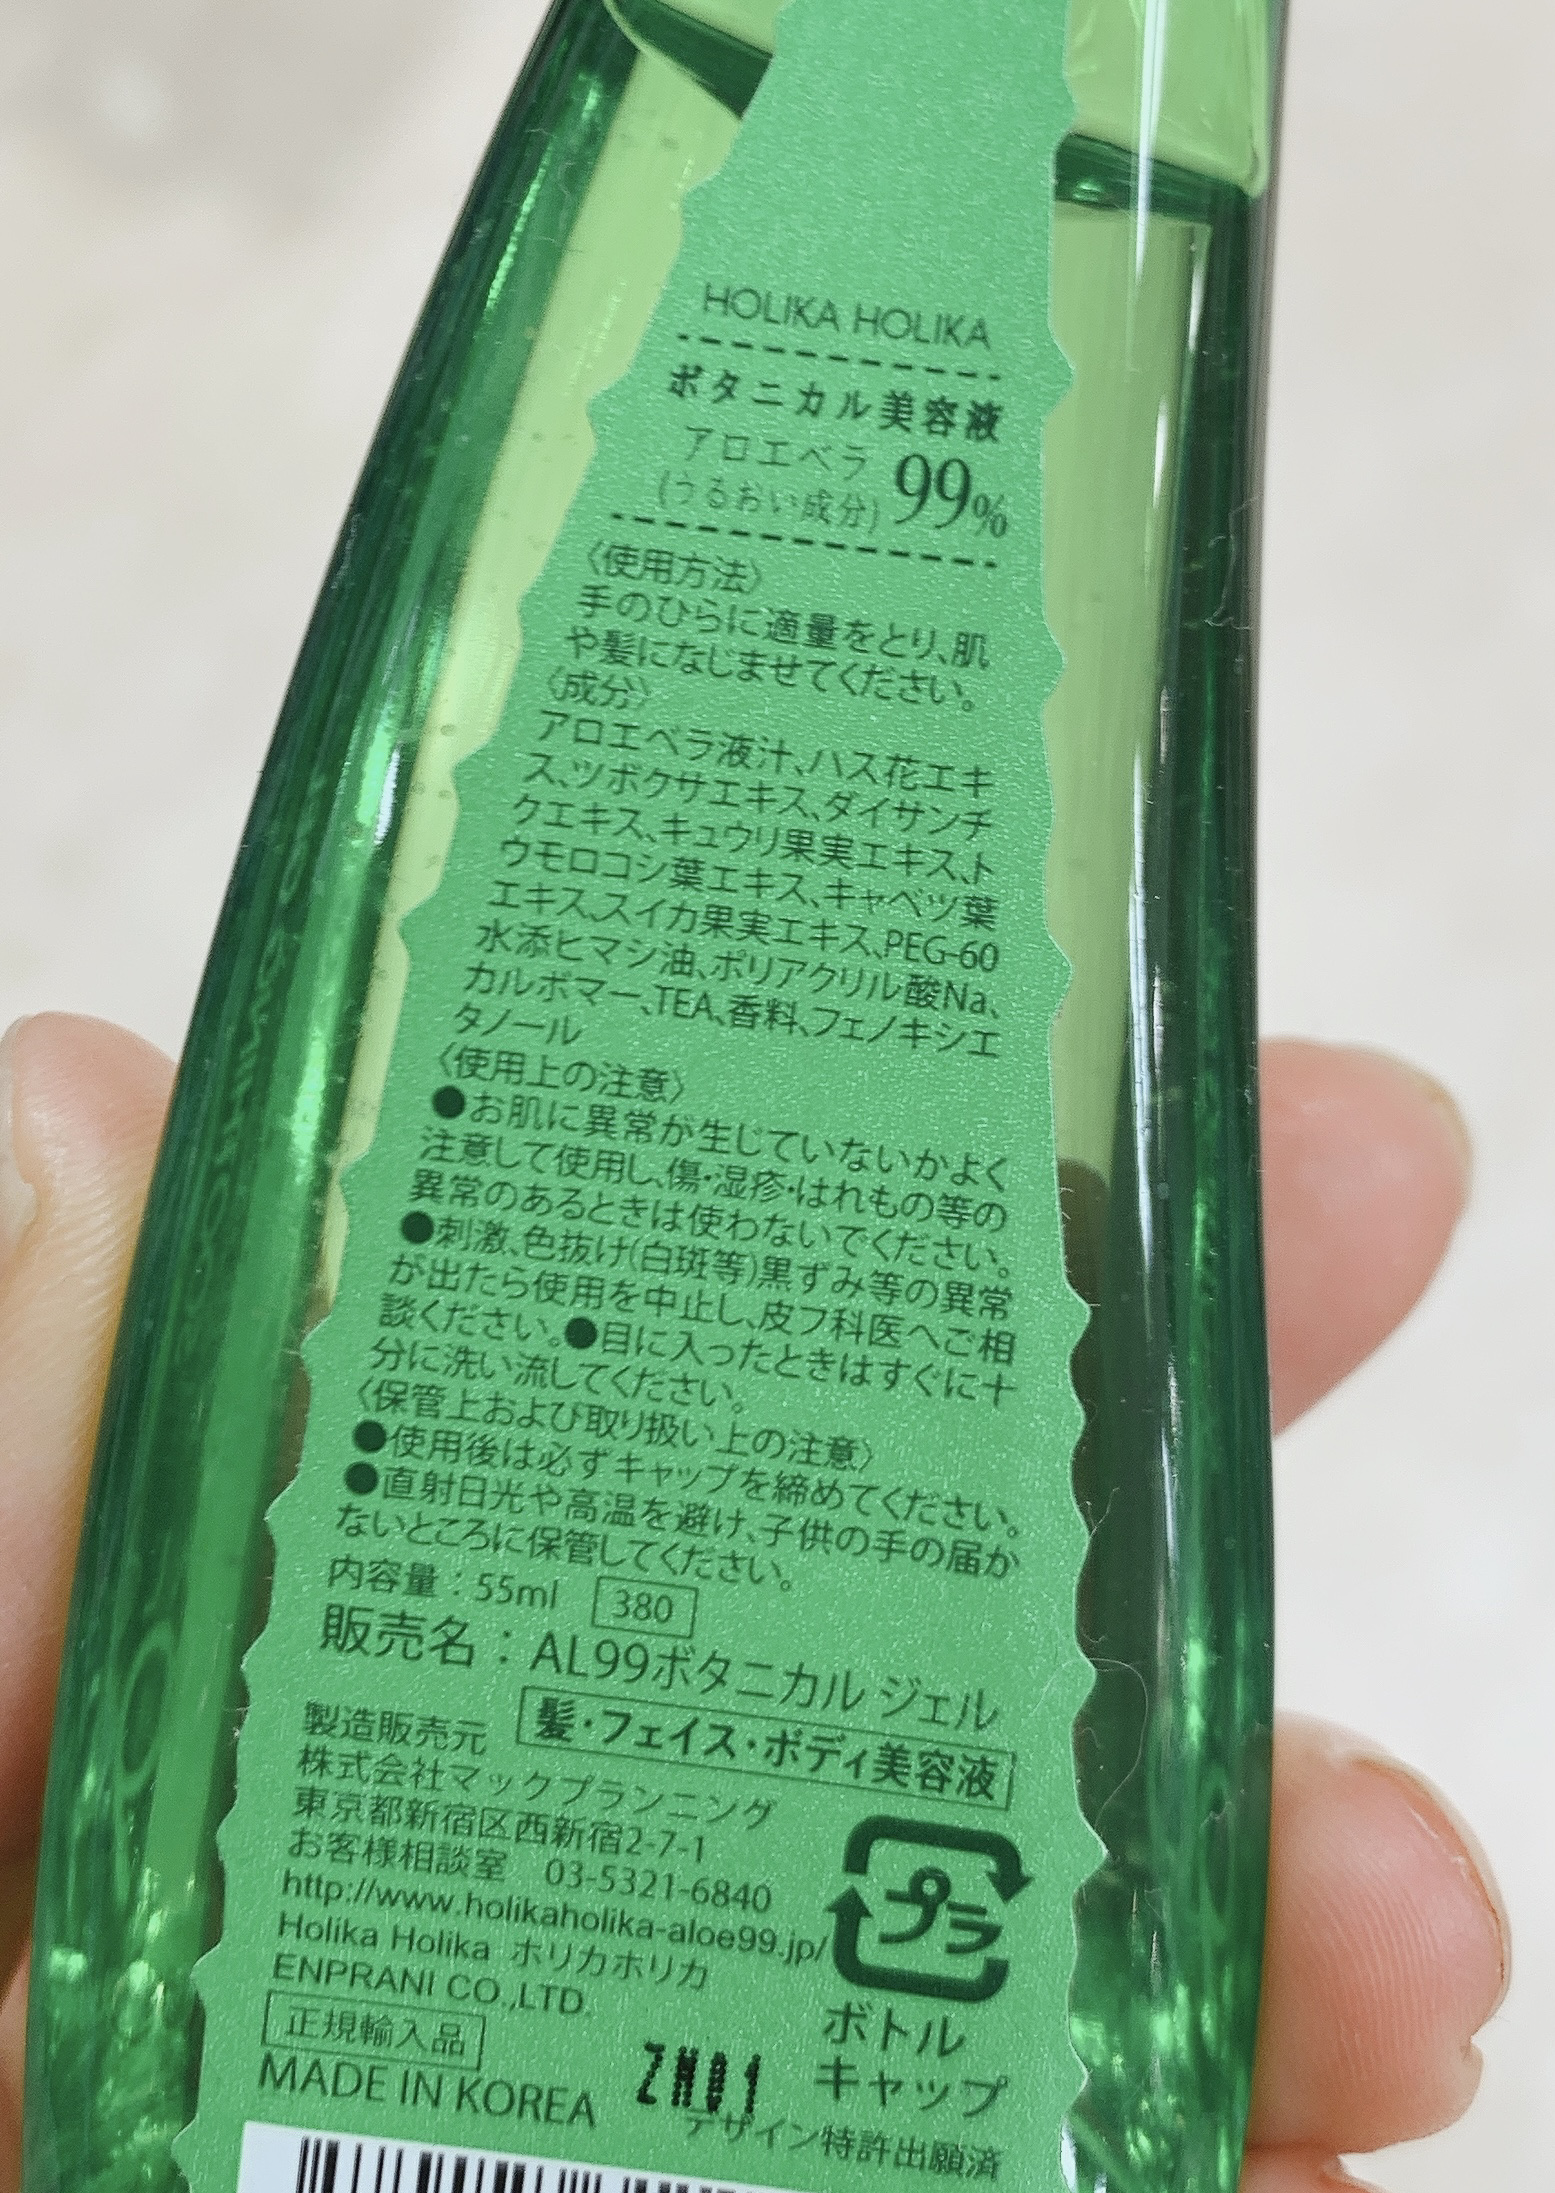 HOLIKA HOLIKA
ボタニカル美容液
アロエベラ
(うるおい成分) 99%
〈使用方法〉
手のひらに適量をとり、肌
や髪になじませてください。
〈成分〉
アロエベラ液汁、ハス花エキ
ス、ツボクサエキス、ダイサンチ
クエキス、キュウリ果実エキス、ト
ウモロコシ葉エキス、キャベツ葉
エキス、スイカ果実エキス、PEG-60
水添ヒマシ油、ポリアクリル酸Na、
カルボマー、TEA、香料、フェノキシエ
タノール
〈使用上の注意〉
●お肌に異常が生じていないかよく
注意して使用し、傷・湿疹・はれもの等の
異常のあるときは使わないでください。
●刺激、色抜け(白斑等)黒ずみ等の異常
が出たら使用を中止し、皮フ科医へご相
談ください。●目に入ったときはすぐに十
分に洗い流してください。
〈保管上および取り扱い上の注意〉
●使用後は必ずキャップを締めてください。
●直射日光や高温を避け、子供の手の届か
ないところに保管してください。
内容量：55ml 380
販売名：AL99ボタニカル ジェル
髪・フェイス・ボディ美容液
製造販売元
株式会社マックプランニング
東京都新宿区西新宿2-7-1
お客様相談室 03-5321-6840
http://www.holikaholika-aloe99.jp/
Holika Holika ホリカホリカ
ENPRANI CO.,LTD.
正規輸入品
MADE IN KOREA
プラ
ボトル
キャップ
ZH01
デザイン特許出願済